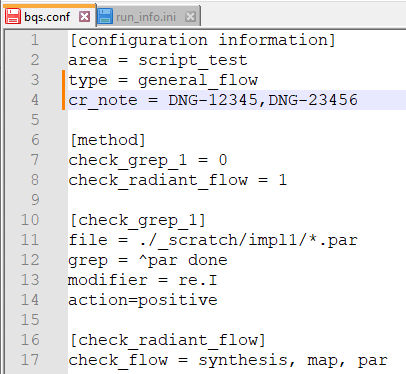 bqs.conf run_info.ini
1 [configuration information]
2 area = script_test
3 type = general_flow
4 cr_note = DNG-12345,DNG-23456
5
6 [method]
7 check_grep_1 = 0
8 check_radiant_flow = 1
9
10 [check_grep_1]
11 file = ./_scratch/impl1/*.par
12 grep = ^par done
13 modifier = re.I
14 action=positive
15
16 [check_radiant_flow]
17 check_flow = synthesis, map, par